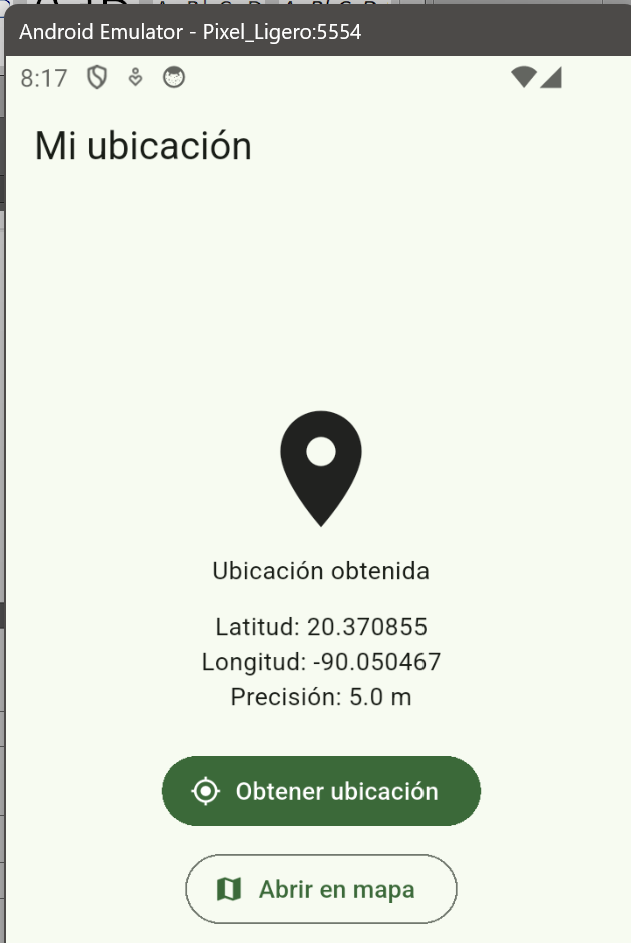 Android Emulator - Pixel_Ligero:5554
8:17
Mi ubicación
Ubicación obtenida
Latitud: 20.370855
Longitud: -90.050467
Precisión: 5.0 m
Obtener ubicación
Abrir en mapa